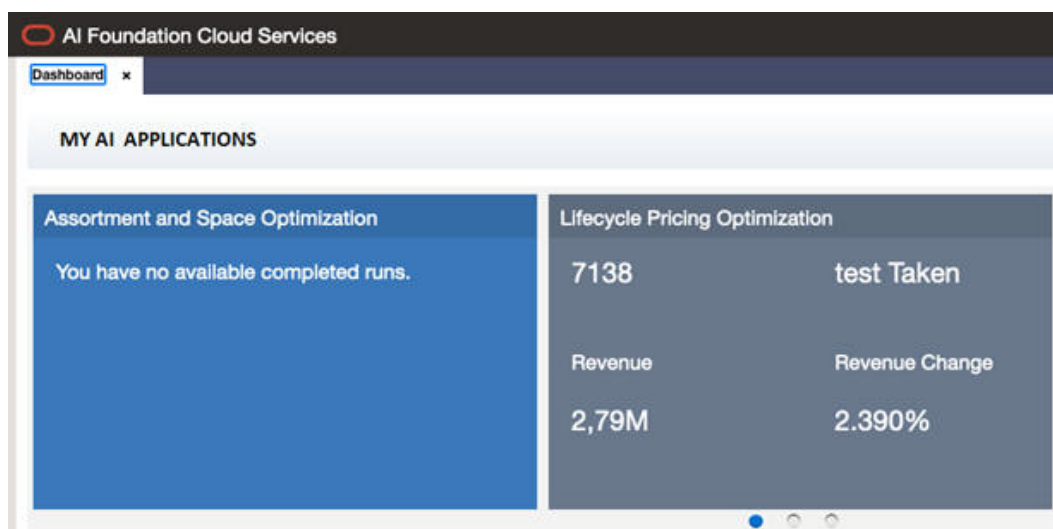 AI Foundation Cloud Services
Dashboard ×
MY AI APPLICATIONS
Assortment and Space Optimization
You have no available completed runs.
Lifecycle Pricing Optimization
7138 test Taken
Revenue Revenue Change
2,79M 2.390%